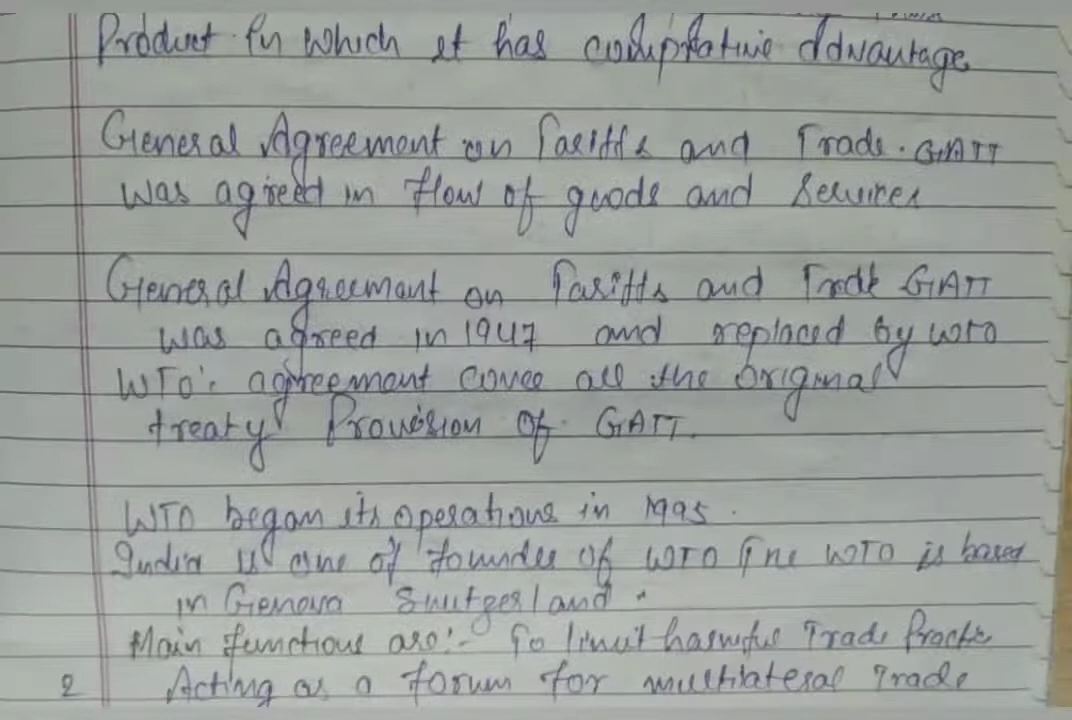 Product in which it has comparative advantage
General Agreement on Tariffs and Trade. GATT
was agreed in flow of goods and services
General Agreement on Tariffs and Trade GATT
was agreed in 1947 and replaced by WTO
WTO's agreement cover all the original
treaty Provision of GATT.
WTO began its operations in 1995.
India is one of founder of WTO The WTO is based
in Geneva Switzerland.
Main functions are:- To limit harmful Trade Practic
2 Acting as a forum for multilateral Trade